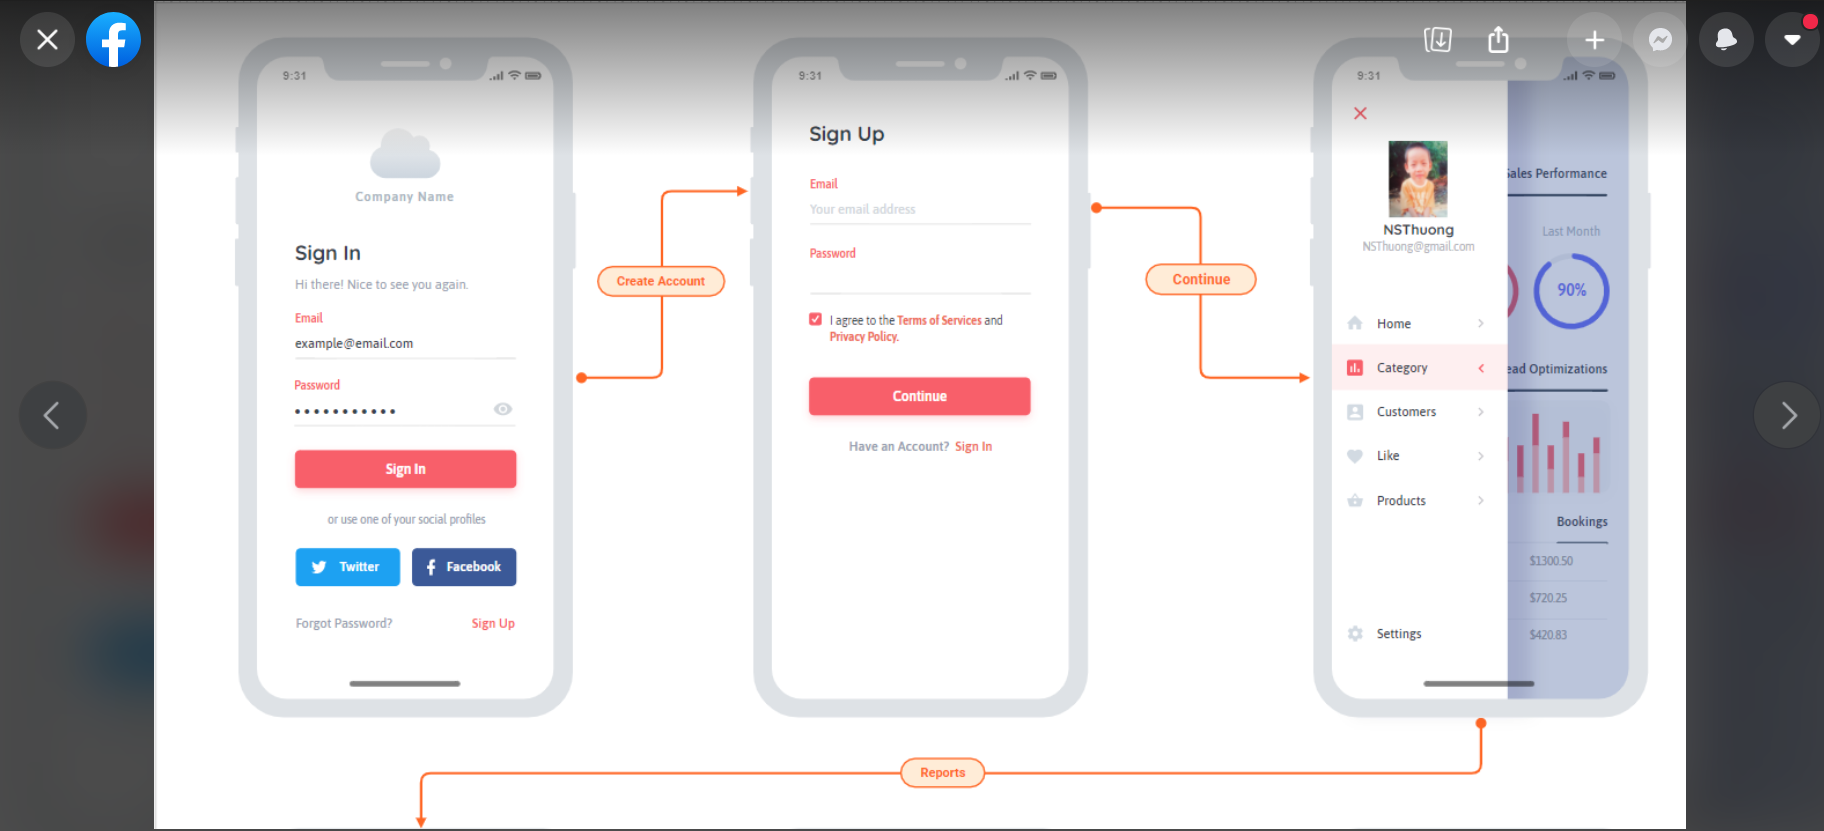 9:31
Company Name
Sign In
Hi there! Nice to see you again.
Email
example@email.com
Password
Sign In
or use one of your social profiles
Twitter
Facebook
Forgot Password?
Sign Up
Create Account
9:31
Sign Up
Email
Your email address
Password
I agree to the Terms of Services and
Privacy Policy.
Continue
Have an Account? Sign In
Continue
9:31
NSThuong
NSThuong@gmail.com
Home
Category
Customers
Like
Products
Settings
Sales Performance
Last Month
90%
ead Optimizations
Bookings
$1300.50
$720.25
$420.83
Reports